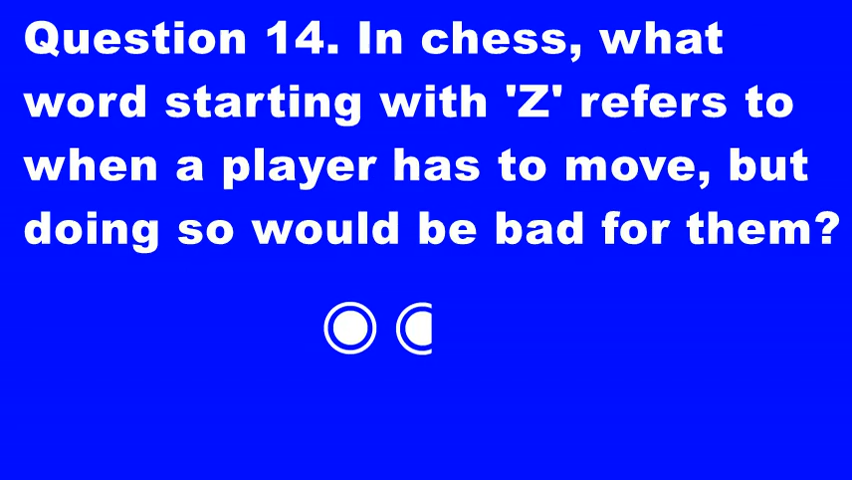 Question 14. In chess, what
word starting with 'Z' refers to
when a player has to move, but
doing so would be bad for them?